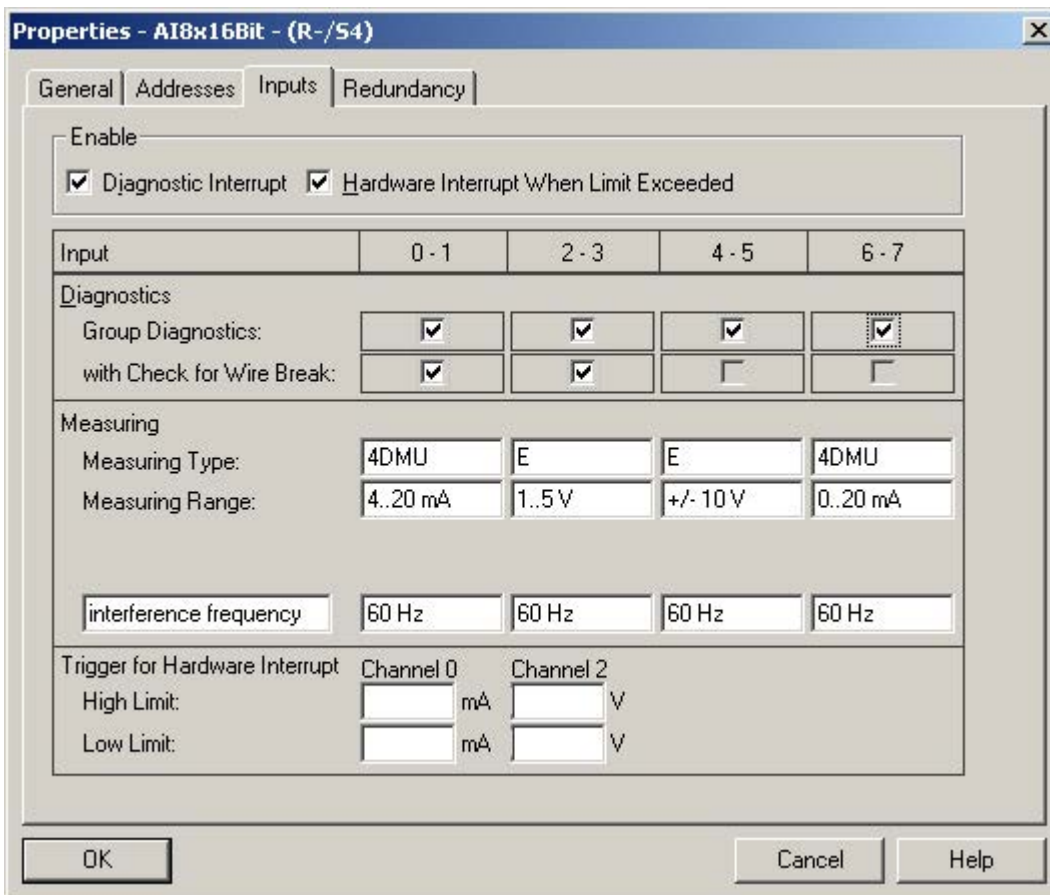 Properties - AI8x16Bit - (R-/S4)
General Addresses Inputs Redundancy
Enable
Diagnostic Interrupt Hardware Interrupt When Limit Exceeded
Input 0 - 1 2 - 3 4 - 5 6 - 7
Diagnostics
Group Diagnostics:
with Check for Wire Break:
Measuring
Measuring Type: 4DMU E E 4DMU
Measuring Range: 4..20 mA 1..5 V +/- 10 V 0..20 mA
interference frequency 60 Hz 60 Hz 60 Hz 60 Hz
Trigger for Hardware Interrupt Channel 0 Channel 2
High Limit: mA V
Low Limit: mA V
OK Cancel Help